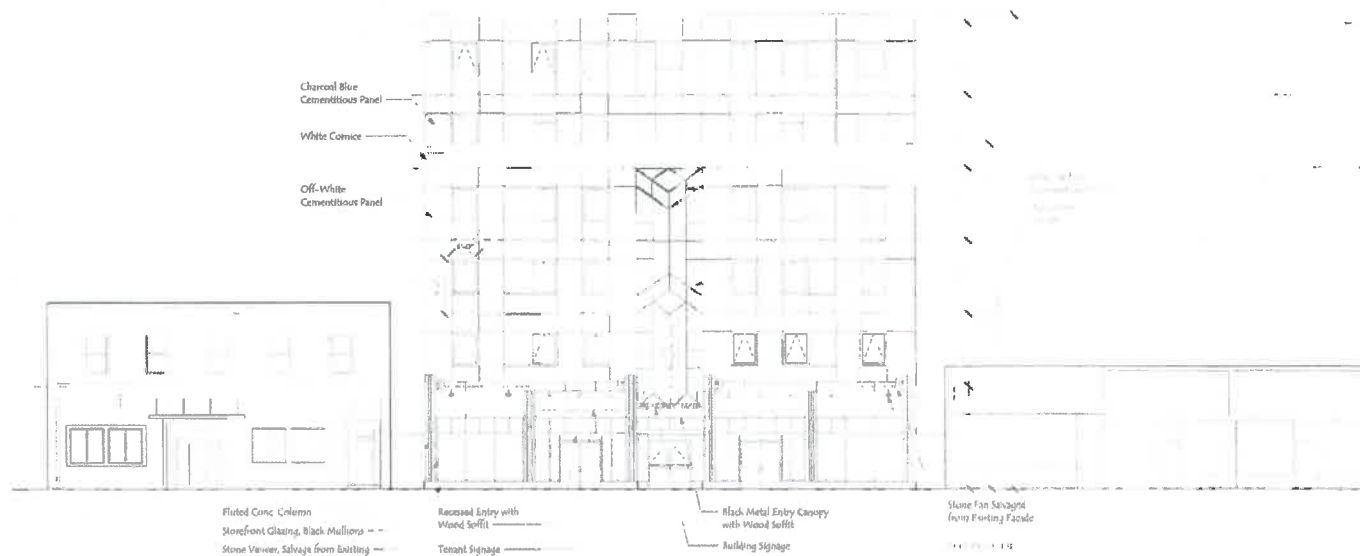 Charcoal Blue
Cementitious Panel
White Cornice
Off-White
Cementitious Panel
Fluted Conc. Column
Storefront Glazing, Black Mullions
Stone Veneer, Salvage from Existing
Recessed Entry with
Wood Soffit
Tenant Signage
Black Metal Entry Canopy
with Wood Soffit
Building Signage
Stone Fan Salvaged
from Existing Facade